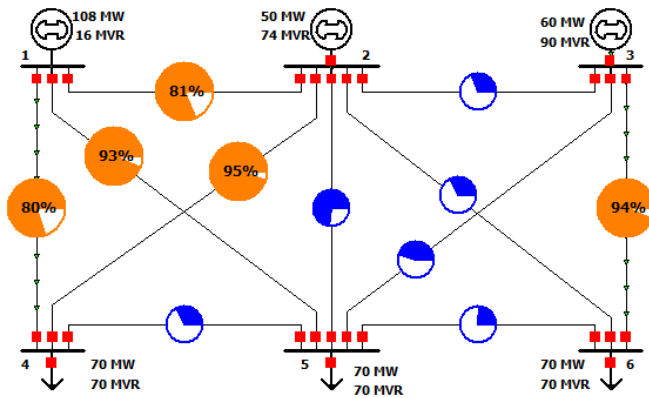 108 MW
16 MVR
50 MW
74 MVR
60 MW
90 MVR
1
2
3
81%
93%
95%
80%
94%
4
70 MW
70 MVR
5
70 MW
70 MVR
70 MW
70 MVR
6